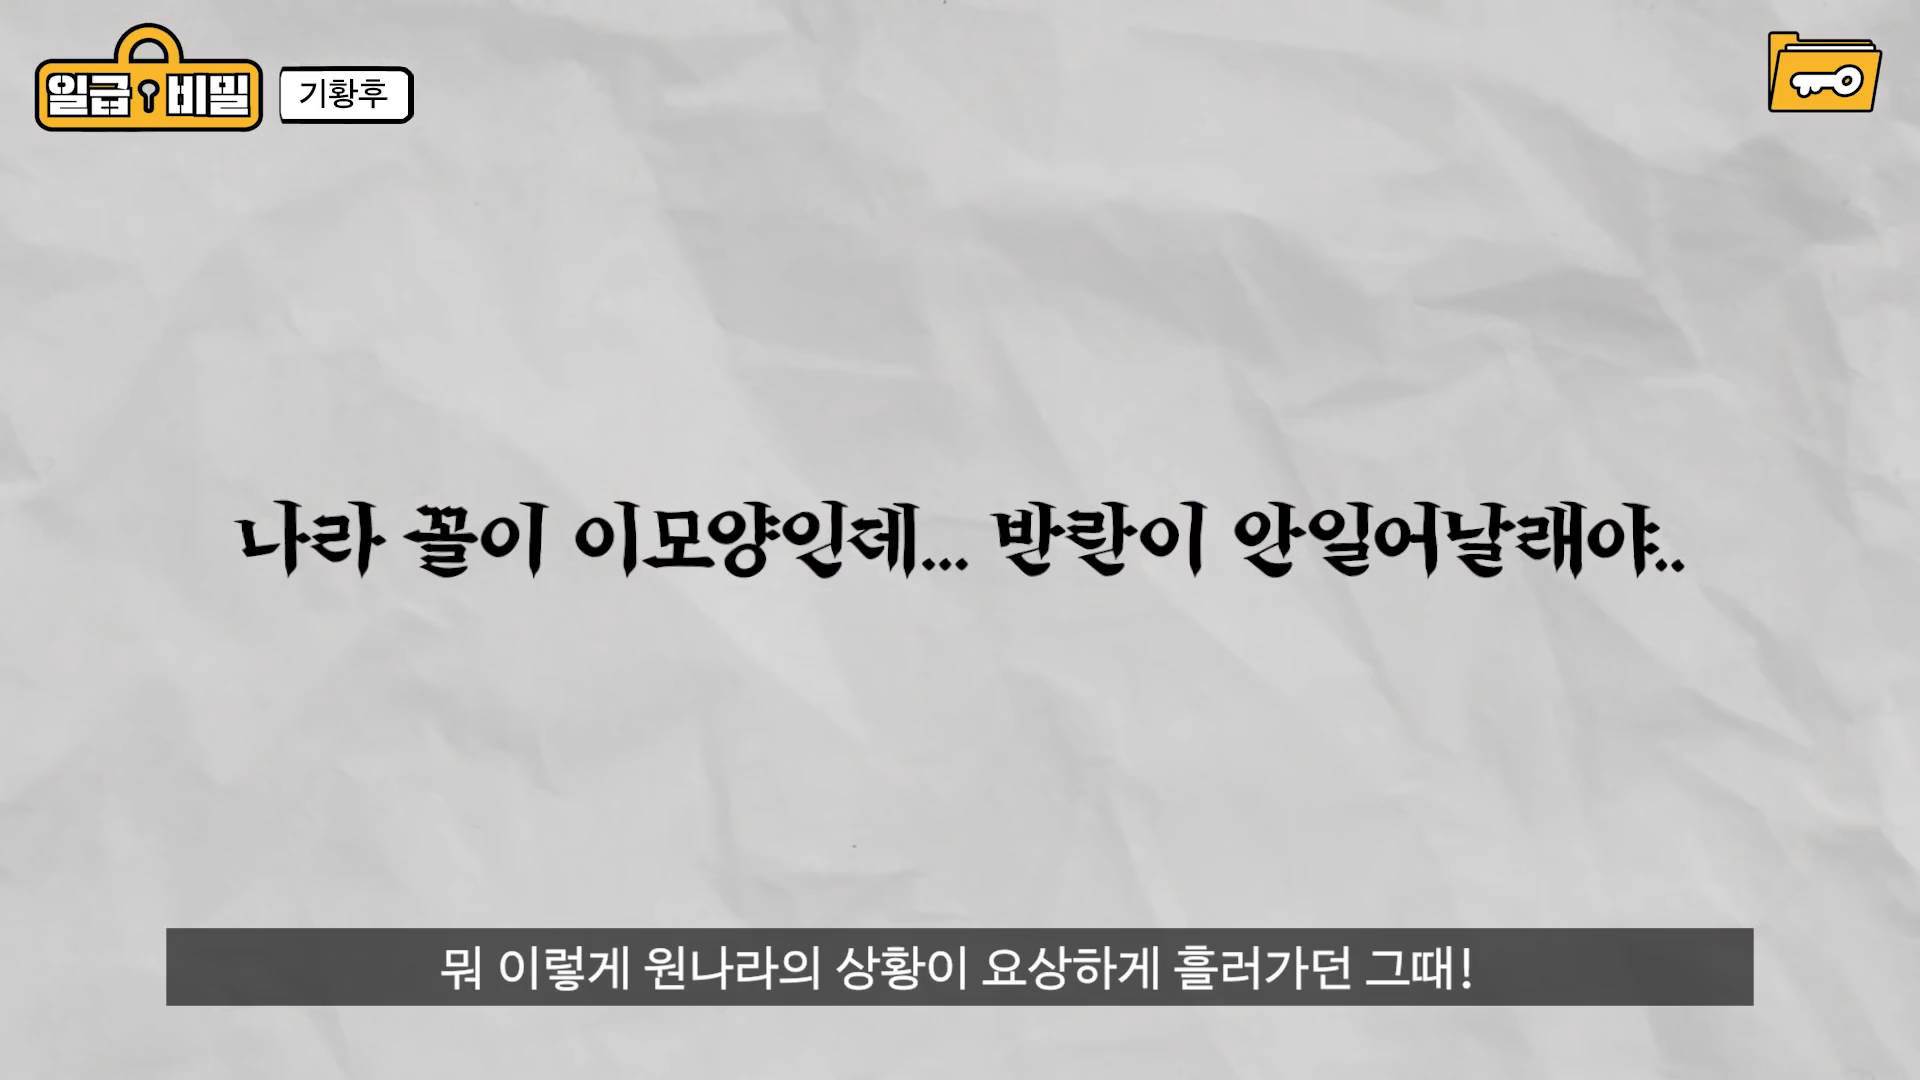 일급비밀
기황후
나라 꼴이 이모양인데... 반란이 안일어날래야..
뭐 이렇게 원나라의 상황이 요상하게 흘러가던 그때!